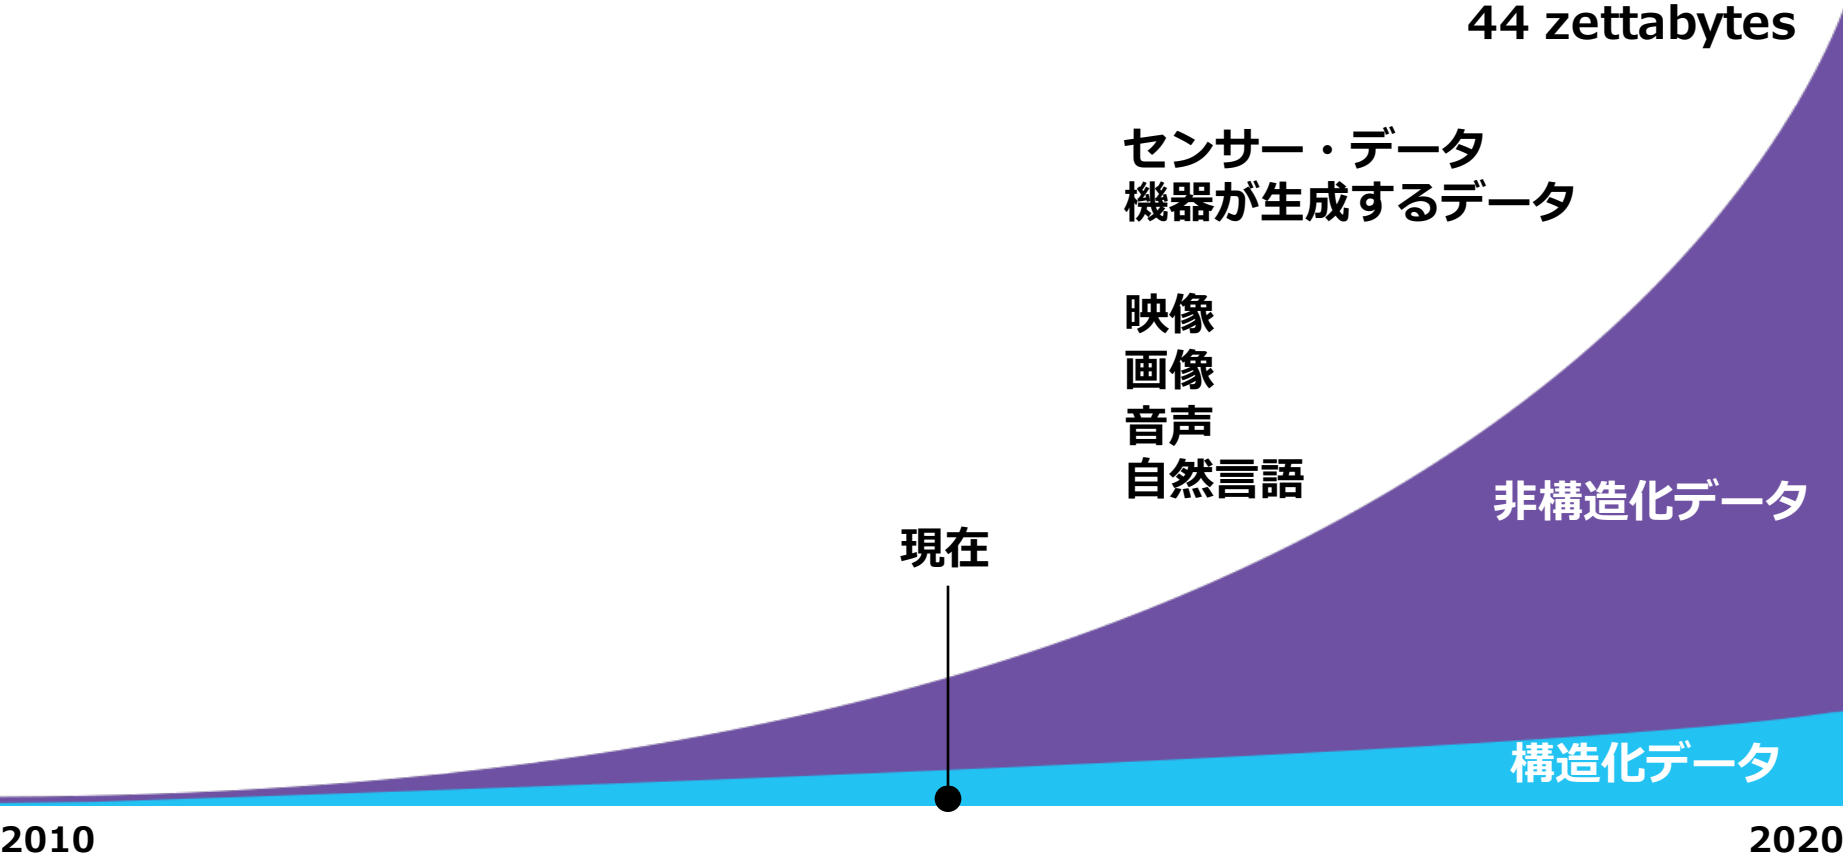 44 zettabytes
センサー・データ
機器が生成するデータ
映像
画像
音声
自然言語
非構造化データ
現在
構造化データ
2010
2020